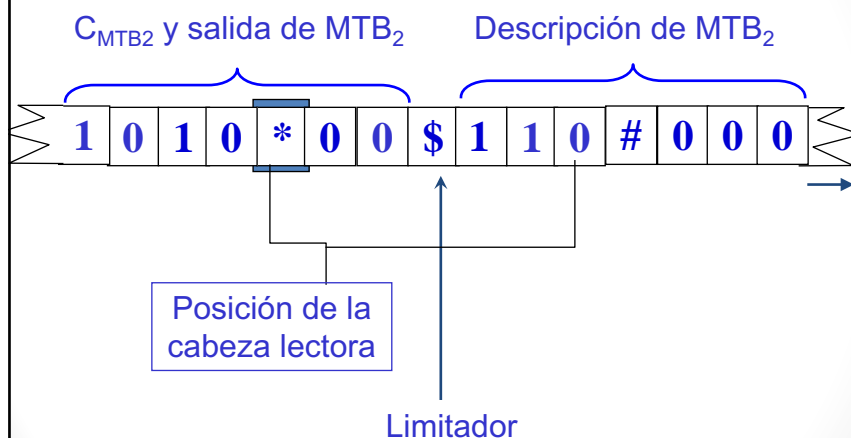 C_MTB2 y salida de MTB₂
Descripción de MTB₂
1 0 1 0 * 0 0 $ 1 1 0 # 0 0 0
Posición de la
cabeza lectora
Limitador